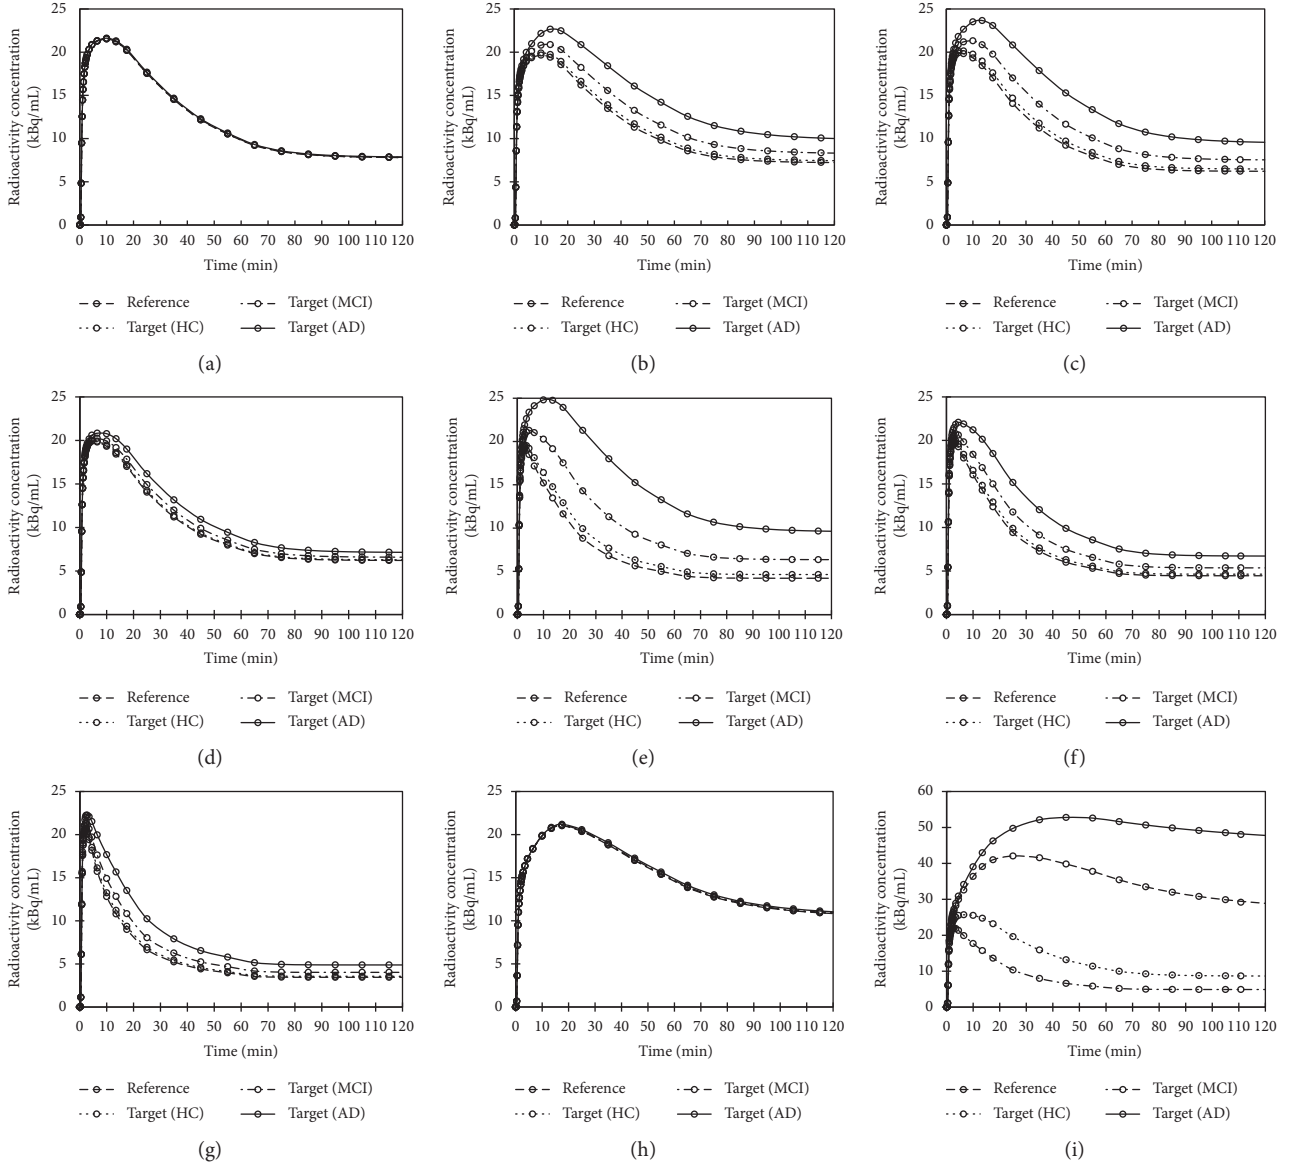 Radioactivity concentration
(kBq/mL)
25
20
15
10
5
0
0 10 20 30 40 50 60 70 80 90 100 110 120
Time (min)
Reference
Target (MCI)
Target (HC)
Target (AD)
(a)
Radioactivity concentration
(kBq/mL)
25
20
15
10
5
0
0 10 20 30 40 50 60 70 80 90 100 110 120
Time (min)
Reference
Target (MCI)
Target (HC)
Target (AD)
(b)
Radioactivity concentration
(kBq/mL)
25
20
15
10
5
0
0 10 20 30 40 50 60 70 80 90 100 110 120
Time (min)
Reference
Target (MCI)
Target (HC)
Target (AD)
(c)
Radioactivity concentration
(kBq/mL)
25
20
15
10
5
0
0 10 20 30 40 50 60 70 80 90 100 110 120
Time (min)
Reference
Target (MCI)
Target (HC)
Target (AD)
(d)
Radioactivity concentration
(kBq/mL)
25
20
15
10
5
0
0 10 20 30 40 50 60 70 80 90 100 110 120
Time (min)
Reference
Target (MCI)
Target (HC)
Target (AD)
(e)
Radioactivity concentration
(kBq/mL)
25
20
15
10
5
0
0 10 20 30 40 50 60 70 80 90 100 110 120
Time (min)
Reference
Target (MCI)
Target (HC)
Target (AD)
(f)
Radioactivity concentration
(kBq/mL)
25
20
15
10
5
0
0 10 20 30 40 50 60 70 80 90 100 110 120
Time (min)
Reference
Target (MCI)
Target (HC)
Target (AD)
(g)
Radioactivity concentration
(kBq/mL)
25
20
15
10
5
0
0 10 20 30 40 50 60 70 80 90 100 110 120
Time (min)
Reference
Target (MCI)
Target (HC)
Target (AD)
(h)
Radioactivity concentration
(kBq/mL)
60
50
40
30
20
10
0
0 10 20 30 40 50 60 70 80 90 100 110 120
Time (min)
Reference
Target (MCI)
Target (HC)
Target (AD)
(i)